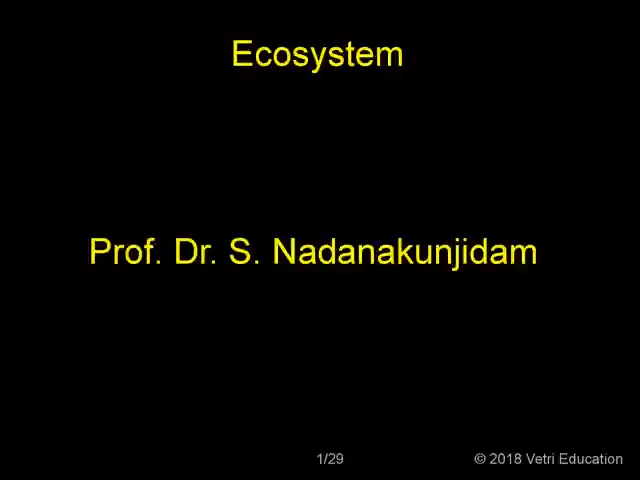 Ecosystem
Prof. Dr. S. Nadanakunjidam
1/29
© 2018 Vetri Education